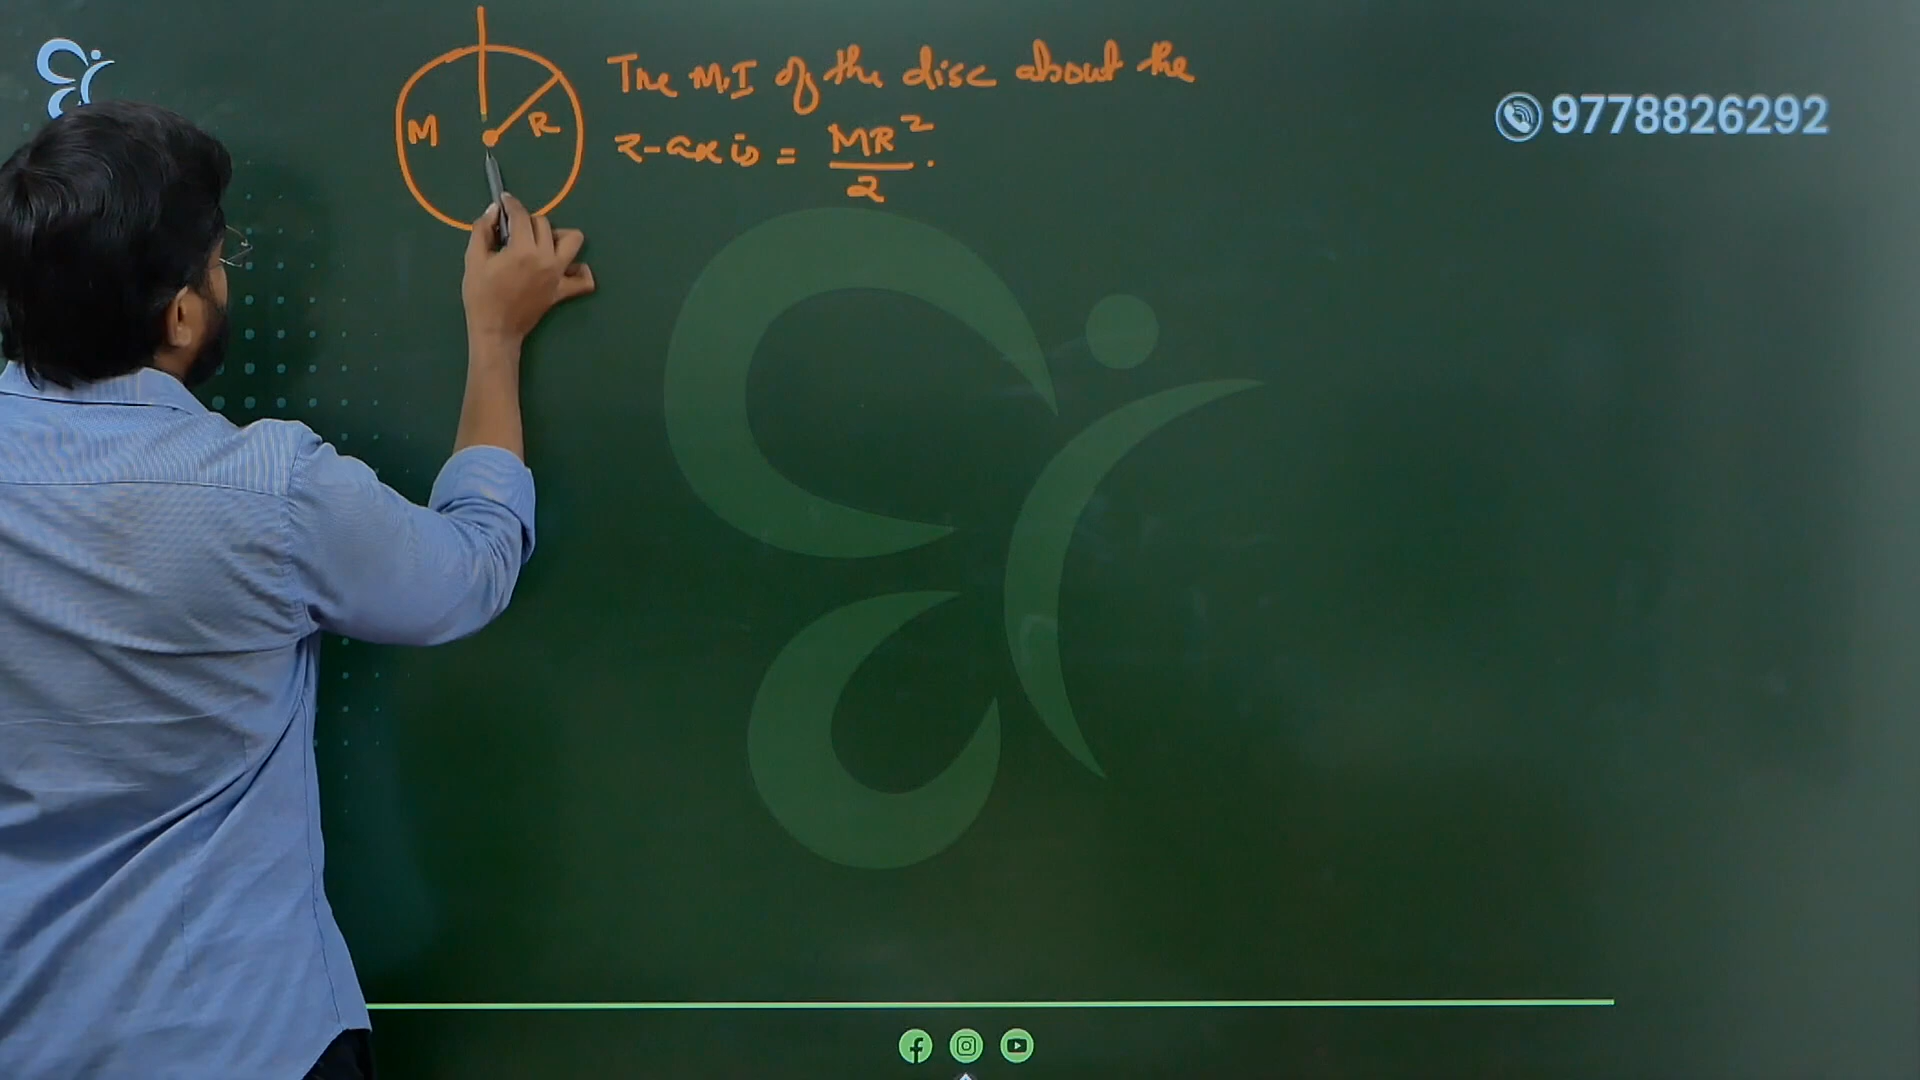 M
R
The M.I of the disc about the
z-axis = MR²/2.
9778826292